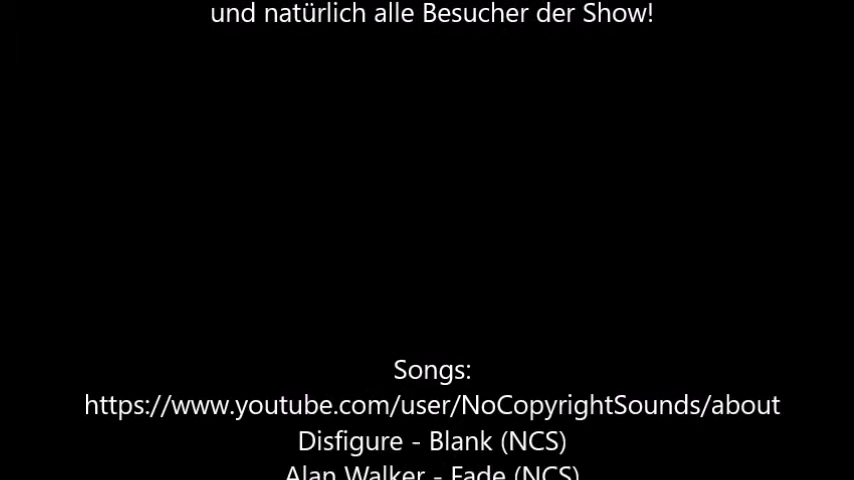 und natürlich alle Besucher der Show!
Songs:
https://www.youtube.com/user/NoCopyrightSounds/about
Disfigure - Blank (NCS)
Alan Walker - Fade (NCS)